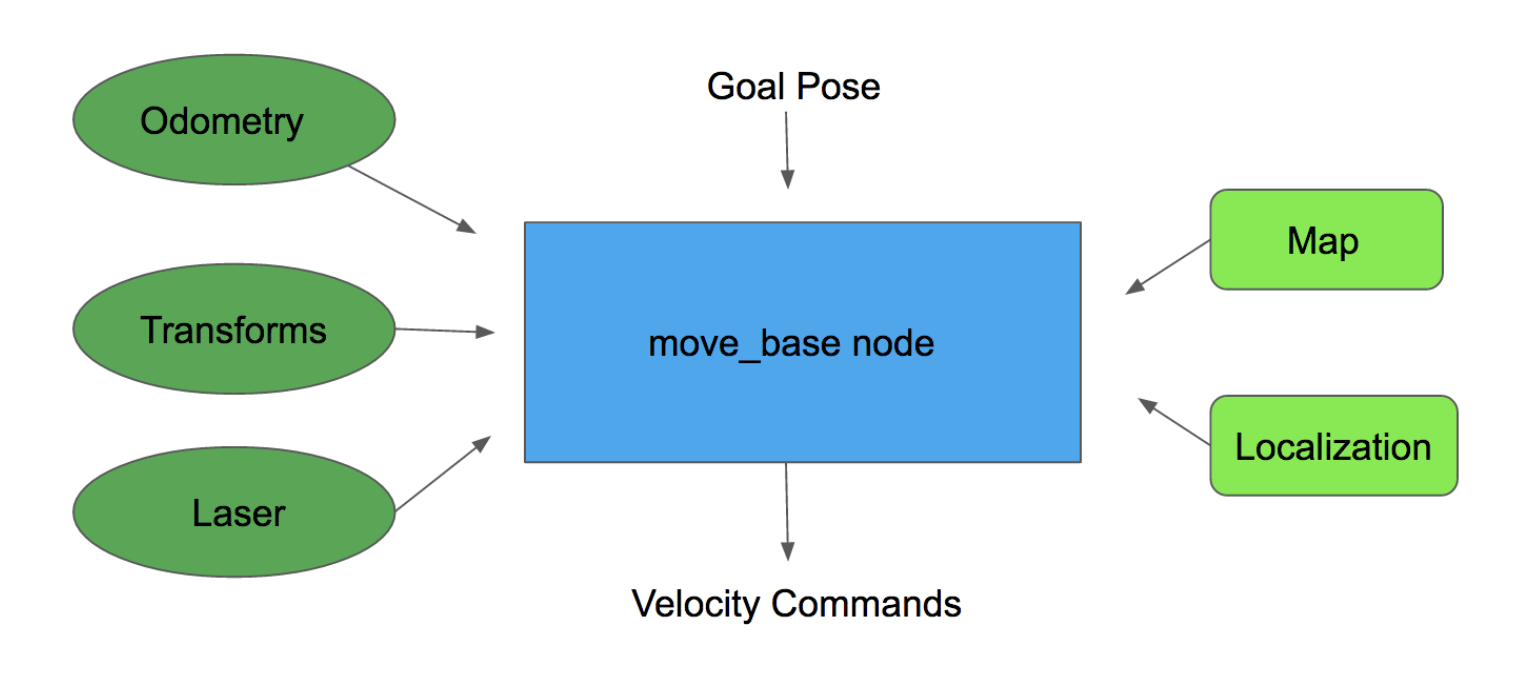 Goal Pose
Odometry
Map
Transforms
move_base node
Localization
Laser
Velocity Commands